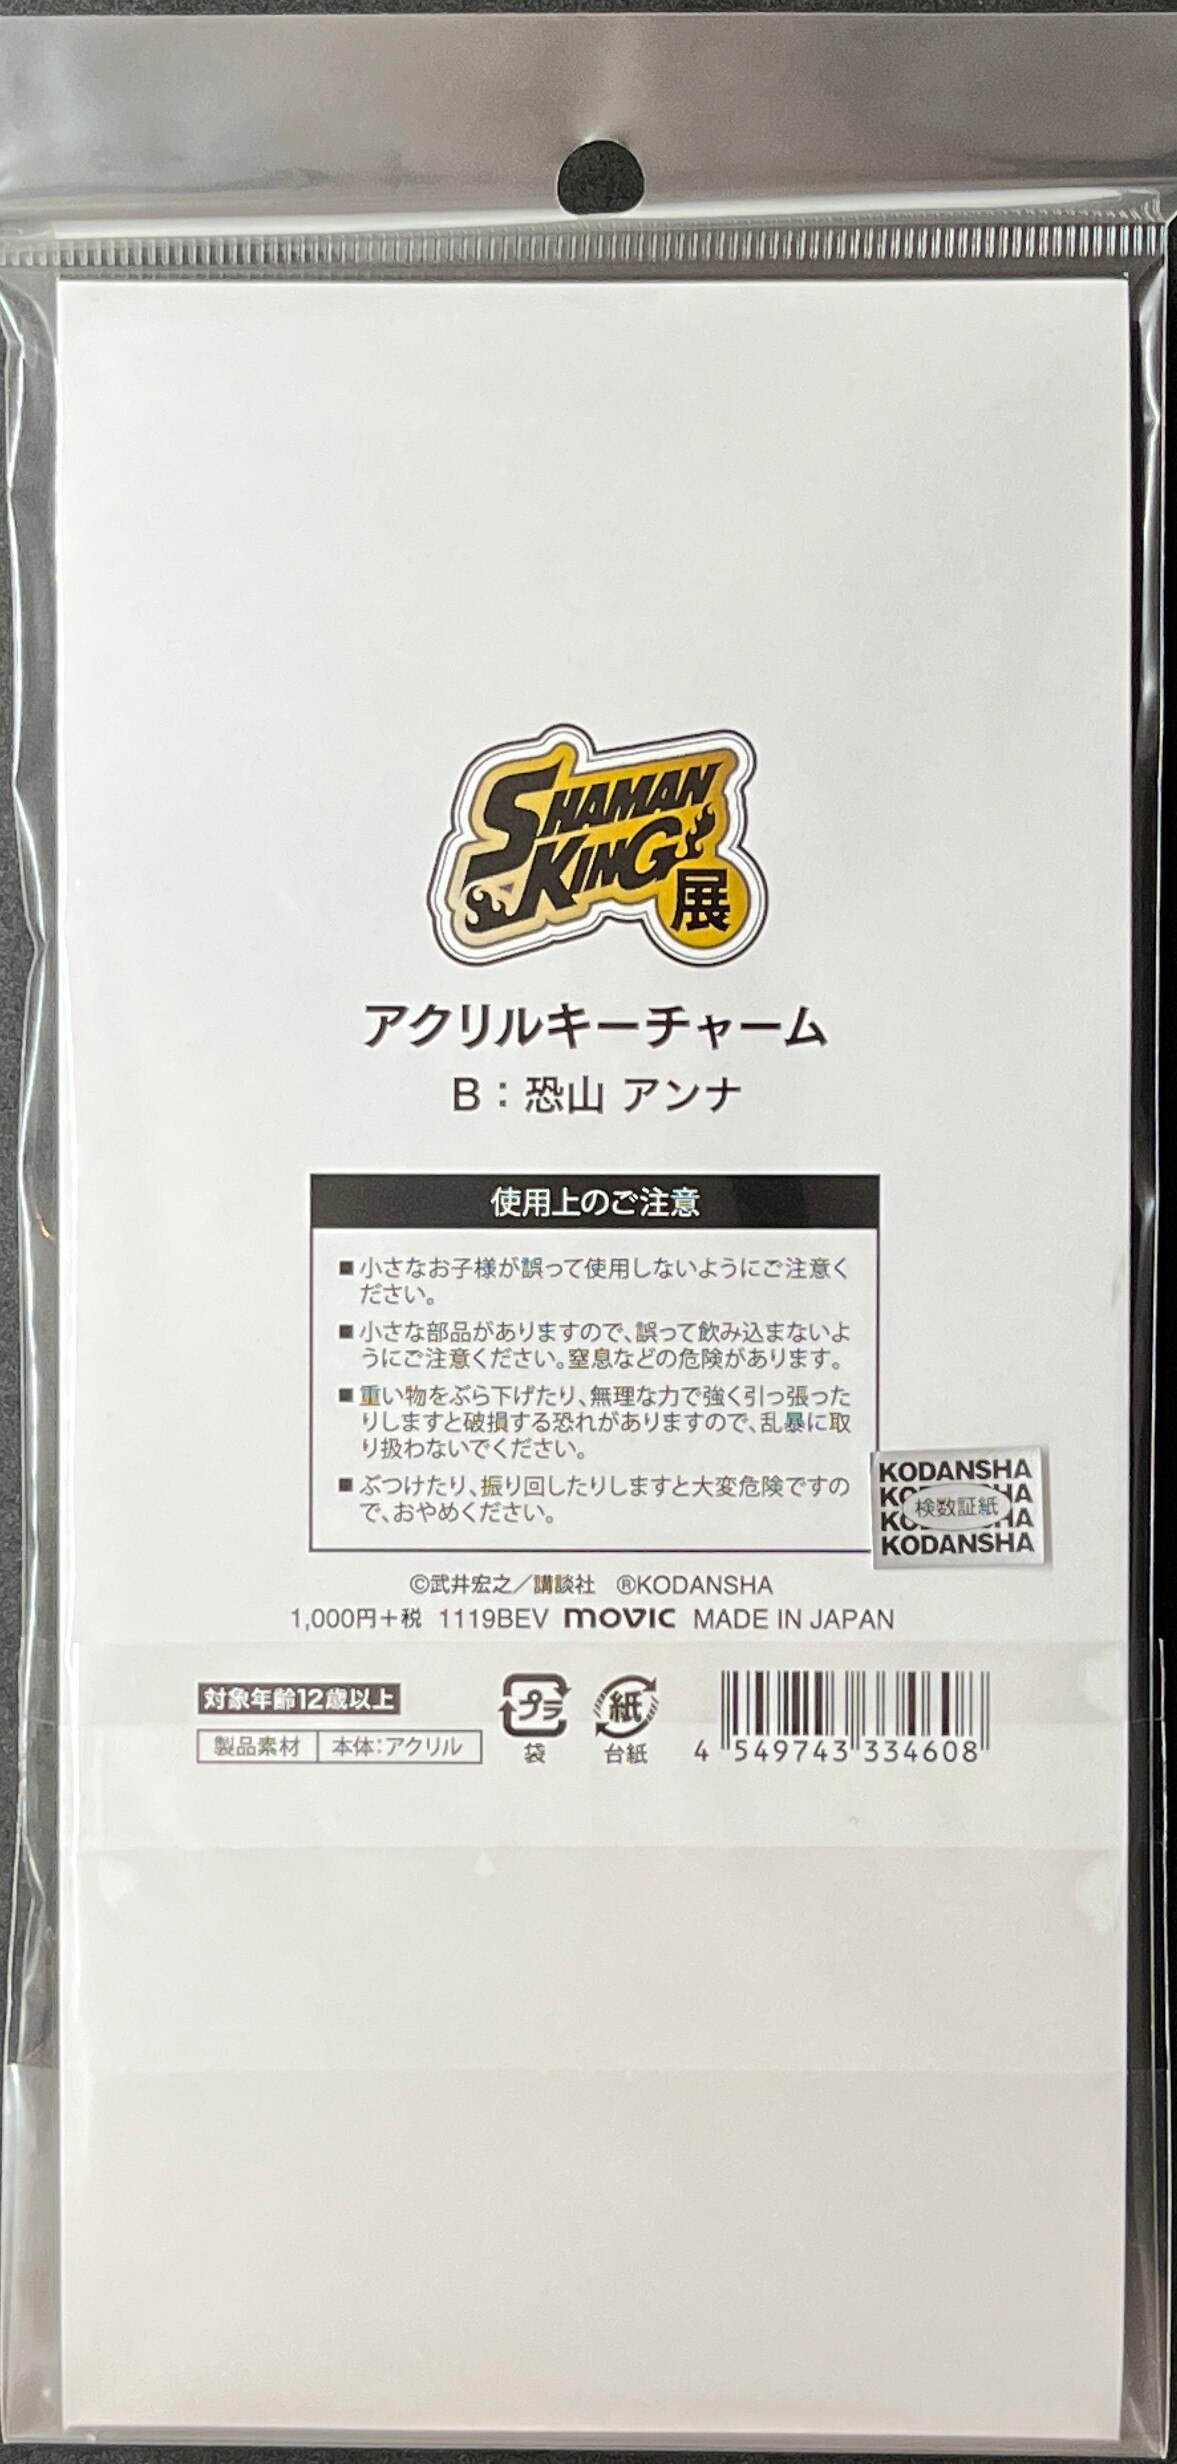 SHAMAN
KING
展
アクリルキーチャーム
B：恐山 アンナ
使用上のご注意
■小さなお子様が誤って使用しないようにご注意く
ださい。
■小さな部品がありますので、誤って飲み込まないよ
うにご注意ください。窒息などの危険があります。
■重い物をぶら下げたり、無理な力で強く引っ張った
りしますと破損する恐れがありますので、乱暴に取
り扱わないでください。
■ぶつけたり、振り回したりしますと大変危険ですの
で、おやめください。
KODANSHA
検数証紙
KODANSHA
©武井宏之／講談社 ®KODANSHA
1,000円+税 1119BEV movic MADE IN JAPAN
対象年齢12歳以上
製品素材 本体:アクリル
プラ
袋
紙
台紙
4 549743 334608